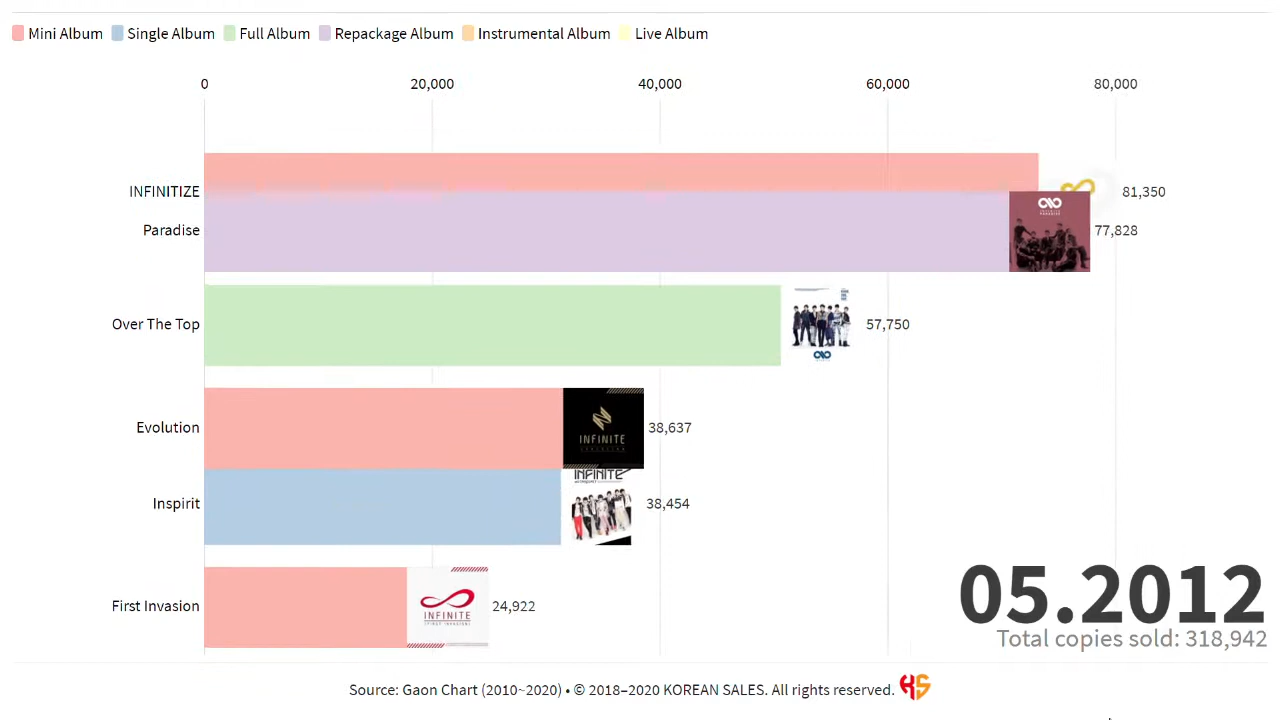 Mini Album Single Album Full Album Repackage Album Instrumental Album Live Album
0 20,000 40,000 60,000 80,000
INFINITIZE 81,350
Paradise 77,828
Over The Top 57,750
Evolution INFINITE 38,637
INFINITE
Inspirit 38,454
First Invasion INFINITE 24,922
05.2012
Total copies sold: 318,942
Source: Gaon Chart (2010~2020) • © 2018–2020 KOREAN SALES. All rights reserved. KS